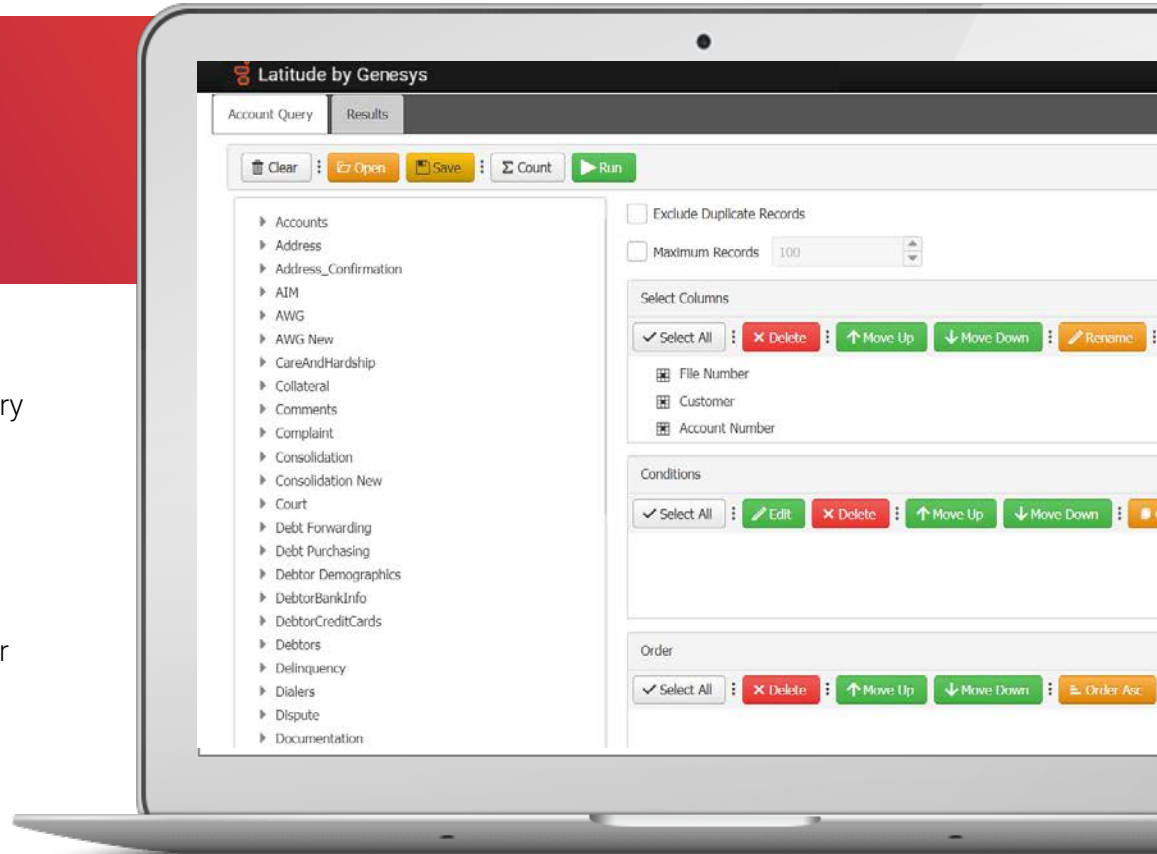 Latitude by Genesys
Account Query Results
Clear Open Save Σ Count Run
Accounts
Address
Address_Confirmation
AIM
AWG
AWG New
CareAndHardship
Collateral
Comments
Complaint
Consolidation
Consolidation New
Court
Debt Forwarding
Debt Purchasing
Debtor Demographics
DebtorBankInfo
DebtorCreditCards
Debtors
Delinquency
Dialers
Dispute
Documentation
Exclude Duplicate Records
Maximum Records 100
Select Columns
Select All Delete Move Up Move Down Rename
File Number
Customer
Account Number
Conditions
Select All Edit Delete Move Up Move Down
Order
Select All Delete Move Up Move Down Order Asc
ry
r